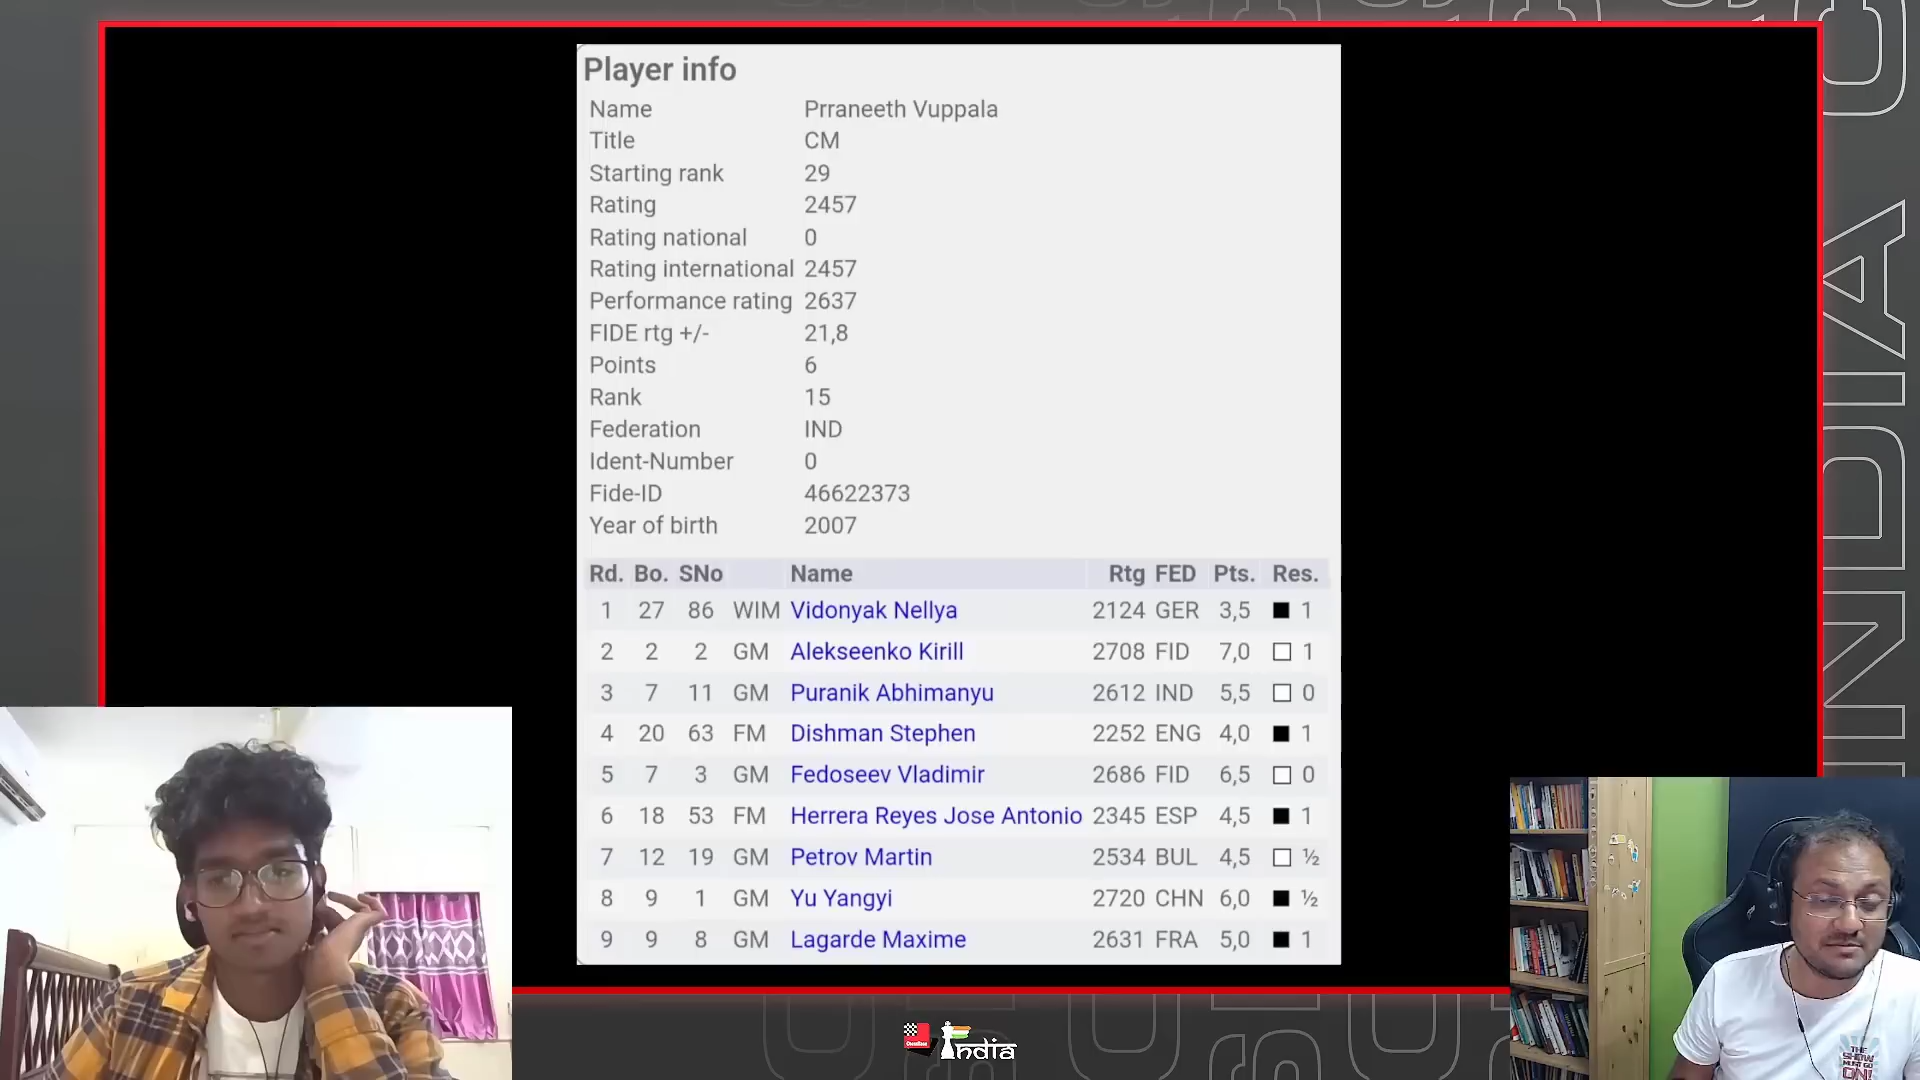 Player info
Name Prraneeth Vuppala
Title CM
Starting rank 29
Rating 2457
Rating national 0
Rating international 2457
Performance rating 2637
FIDE rtg +/- 21,8
Points 6
Rank 15
Federation IND
Ident-Number 0
Fide-ID 46622373
Year of birth 2007
Rd. Bo. SNo Name Rtg FED Pts. Res.
1 27 86 WIM Vidonyak Nellya 2124 GER 3,5 ■ 1
2 2 2 GM Alekseenko Kirill 2708 FID 7,0 □ 1
3 7 11 GM Puranik Abhimanyu 2612 IND 5,5 □ 0
4 20 63 FM Dishman Stephen 2252 ENG 4,0 ■ 1
5 7 3 GM Fedoseev Vladimir 2686 FID 6,5 □ 0
6 18 53 FM Herrera Reyes Jose Antonio 2345 ESP 4,5 ■ 1
7 12 19 GM Petrov Martin 2534 BUL 4,5 □ ½
8 9 1 GM Yu Yangyi 2720 CHN 6,0 ■ ½
9 9 8 GM Lagarde Maxime 2631 FRA 5,0 ■ 1
INDIA
India
THE
SHOW
MUST GO
ON!